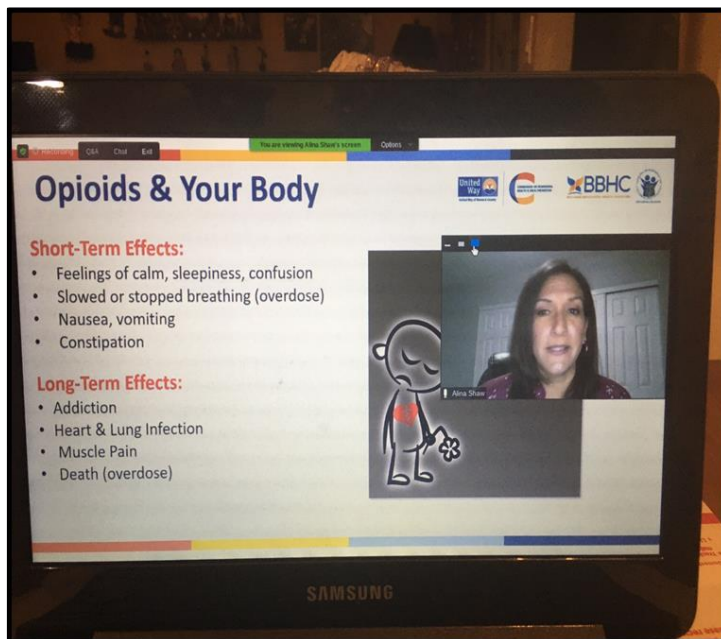 Recording
Q&A Chat Exit
You are viewing Alina Shaw's screen
Options
Opioids & Your Body
United
Way
BBHC
Short-Term Effects:
• Feelings of calm, sleepiness, confusion
• Slowed or stopped breathing (overdose)
• Nausea, vomiting
• Constipation
Long-Term Effects:
• Addiction
• Heart & Lung Infection
• Muscle Pain
• Death (overdose)
Alina Shaw
SAMSUNG